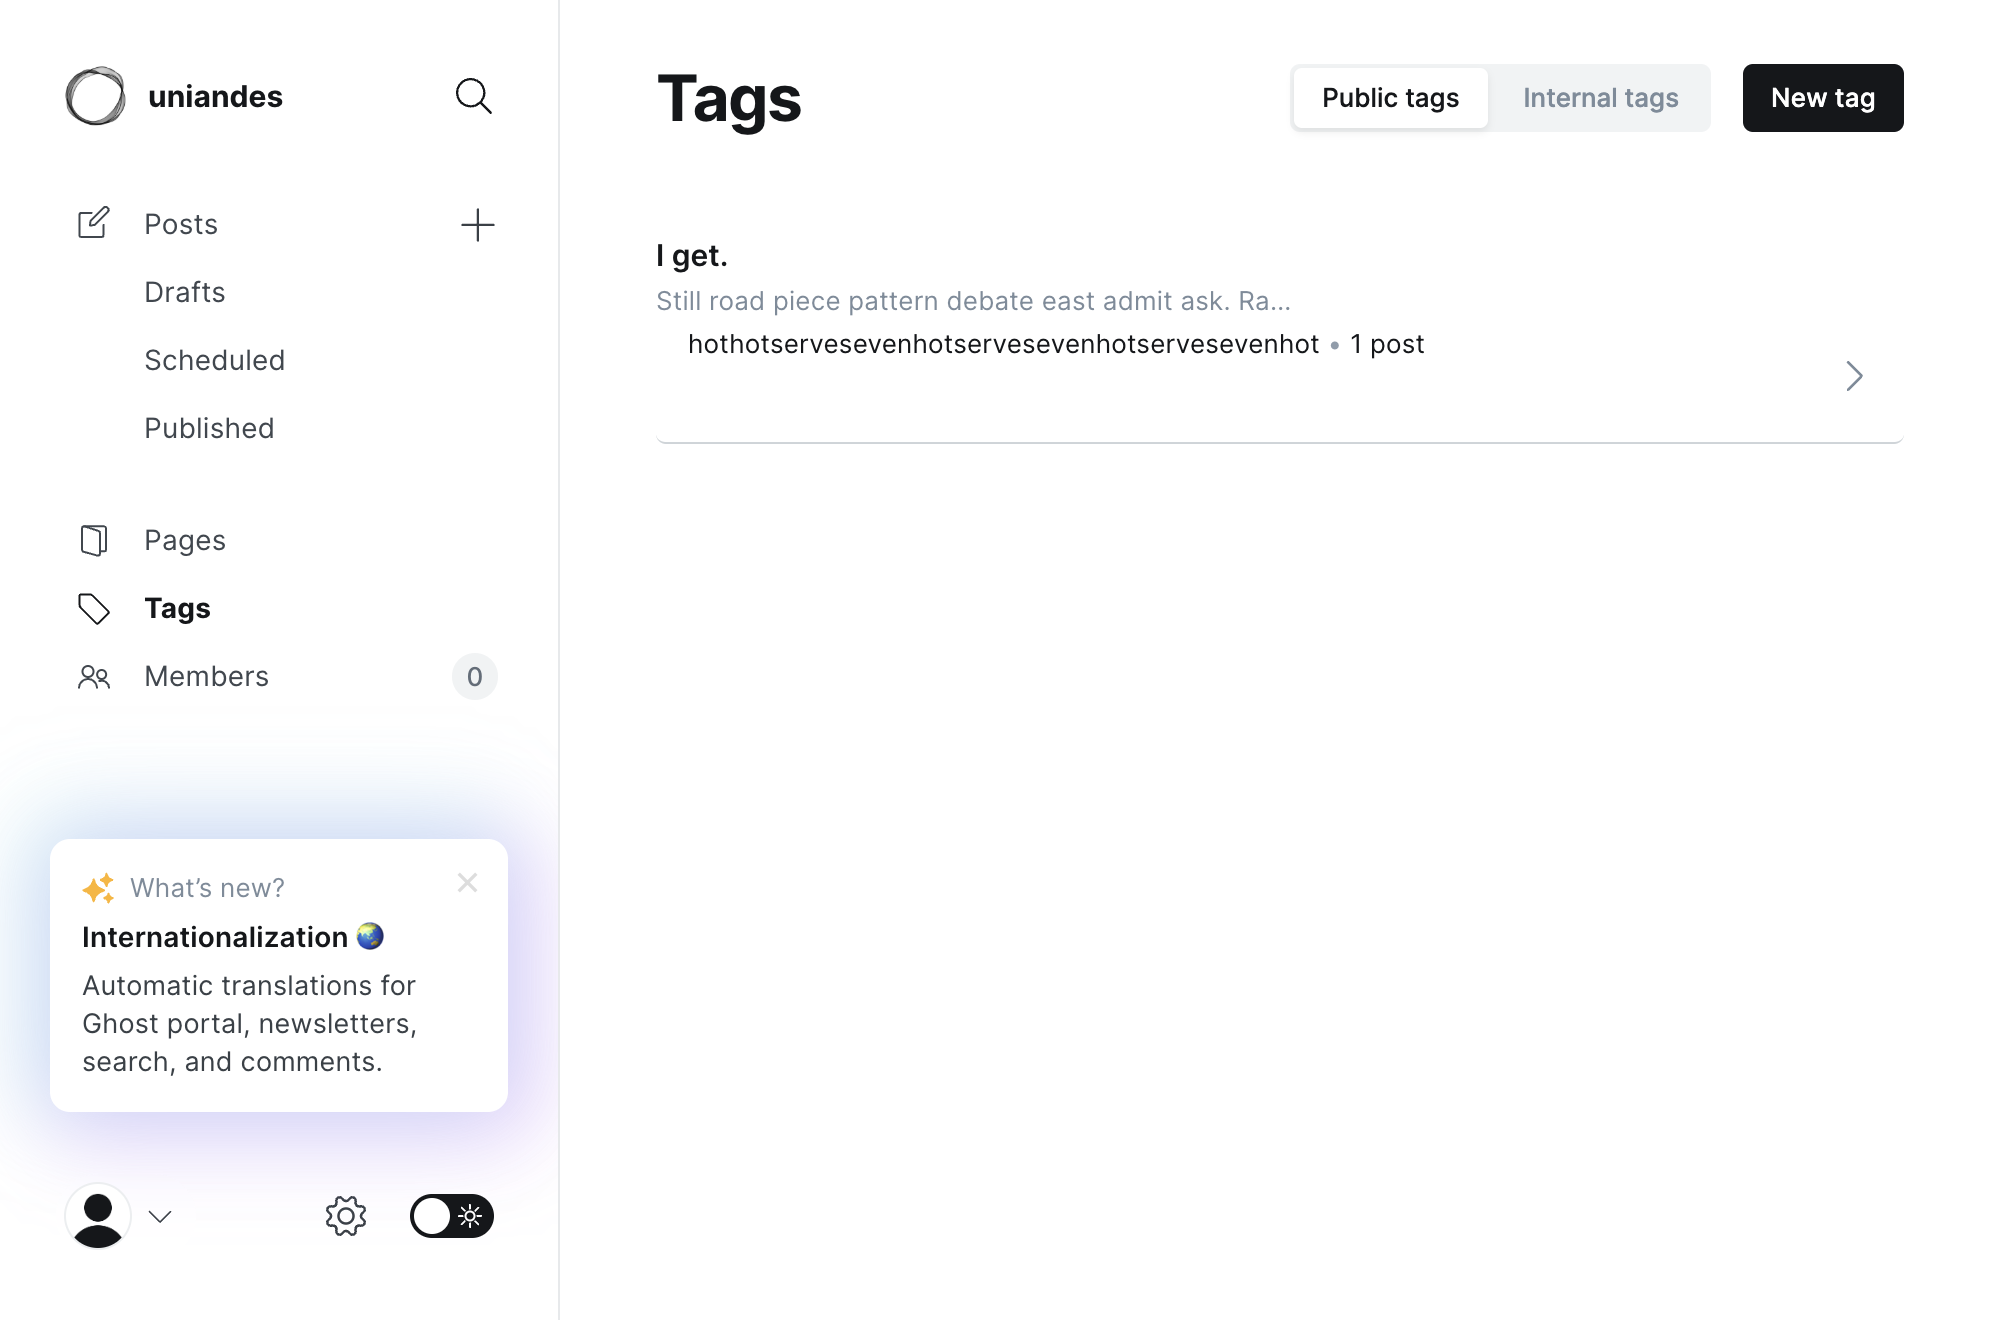 uniandes
Posts
Drafts
Scheduled
Published
Pages
Tags
Members
0
What’s new?
Internationalization
Automatic translations for
Ghost portal, newsletters,
search, and comments.
Tags
Public tags
Internal tags
New tag
I get.
Still road piece pattern debate east admit ask. Ra...
hothotservesevenhotservesevenhotservesevenhot • 1 post